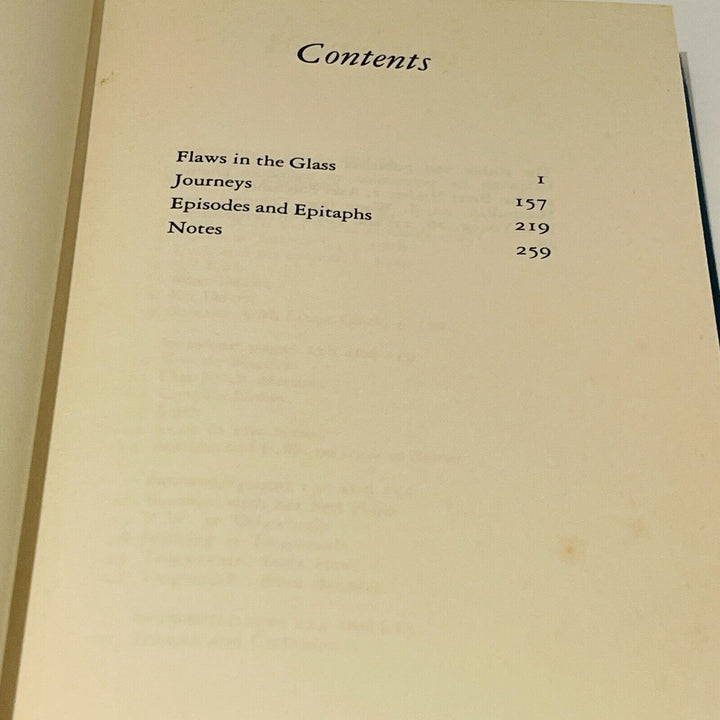 Contents
Flaws in the Glass 1
Journeys 157
Episodes and Epitaphs 219
Notes 259